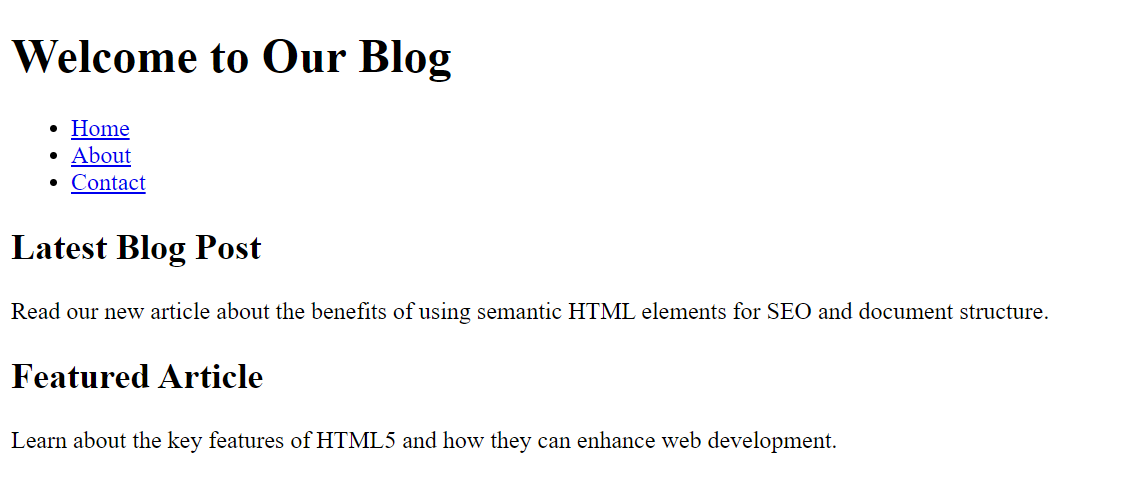 Welcome to Our Blog
Home
About
Contact
Latest Blog Post
Read our new article about the benefits of using semantic HTML elements for SEO and document structure.
Featured Article
Learn about the key features of HTML5 and how they can enhance web development.